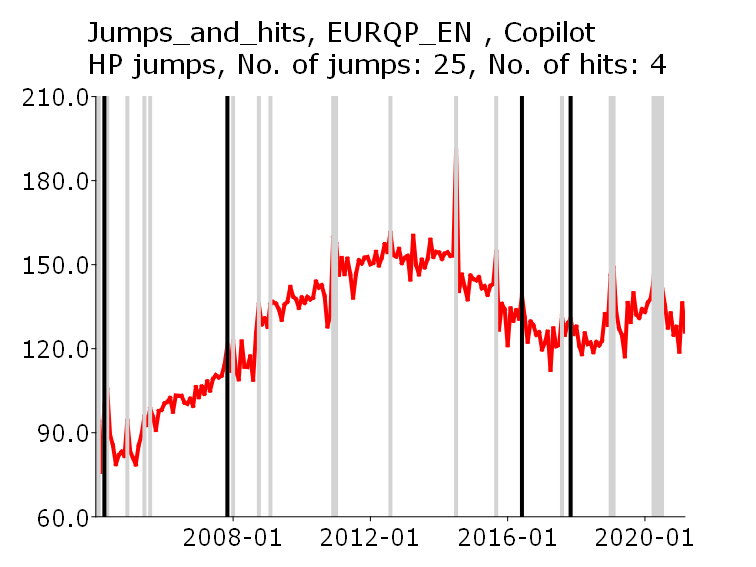 Jumps_and_hits, EURQP_EN , Copilot
HP jumps, No. of jumps: 25, No. of hits: 4
210.0
180.0
150.0
120.0
90.0
60.0
2008-01 2012-01 2016-01 2020-01